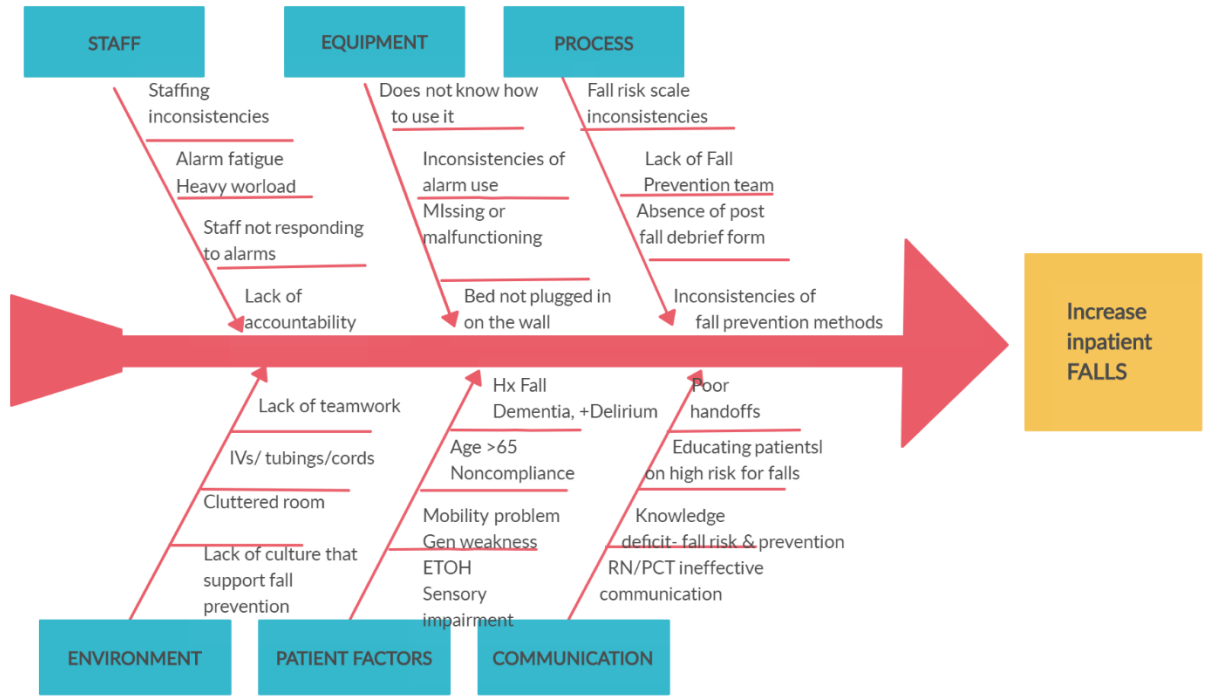 STAFF
EQUIPMENT
PROCESS
Staffing
inconsistencies
Alarm fatigue
Heavy worload
Staff not responding
to alarms
Lack of
accountability
Does not know how
to use it
Inconsistencies of
alarm use
MIssing or
malfunctioning
Bed not plugged in
on the wall
Fall risk scale
inconsistencies
Lack of Fall
Prevention team
Absence of post
fall debrief form
Inconsistencies of
fall prevention methods
Increase
inpatient
FALLS
Lack of teamwork
IVs/ tubings/cords
Cluttered room
Lack of culture that
support fall
prevention
Hx Fall
Dementia, +Delirium
Age >65
Noncompliance
Mobility problem
Gen weakness
ETOH
Sensory
impairment
Poor
handoffs
Educating patientsl
on high risk for falls
Knowledge
deficit- fall risk & prevention
RN/PCT ineffective
communication
ENVIRONMENT
PATIENT FACTORS
COMMUNICATION